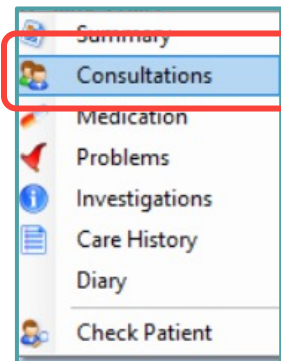 Summary
Consultations
Medication
Problems
Investigations
Care History
Diary
Check Patient